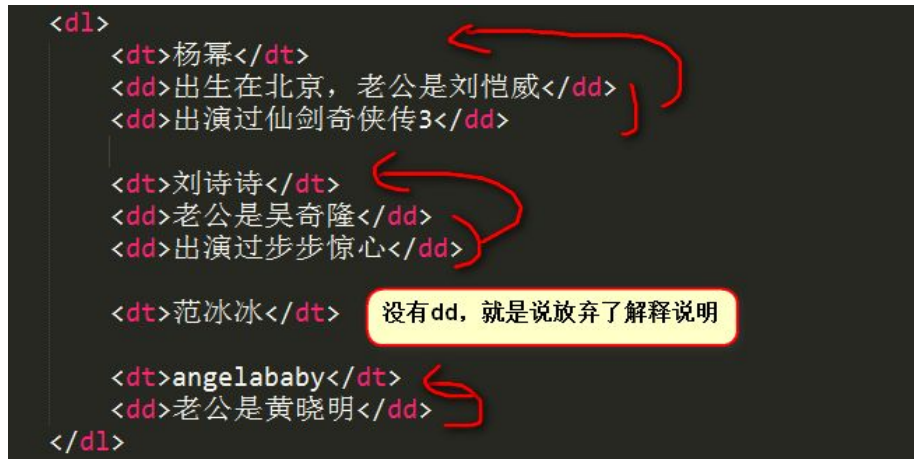 <dl>
<dt>杨幂</dt>
<dd>出生在北京，老公是刘恺威</dd>
<dd>出演过仙剑奇侠传3</dd>
<dt>刘诗诗</dt>
<dd>老公是吴奇隆</dd>
<dd>出演过步步惊心</dd>
<dt>范冰冰</dt> 没有dd，就是说放弃了解释说明
<dt>angelababy</dt>
<dd>老公是黄晓明</dd>
</dl>